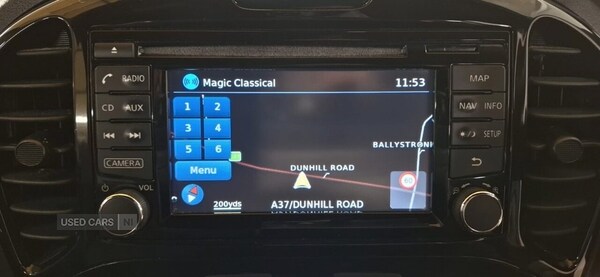 RADIO
CD AUX
CAMERA
VOL
Magic Classical
11:53
1 2
3 4
5 6
Menu
BALLYSTRONI
DUNHILL ROAD
200yds
A37/DUNHILL ROAD
MAP
NAV INFO
SETUP
USED CARS NI